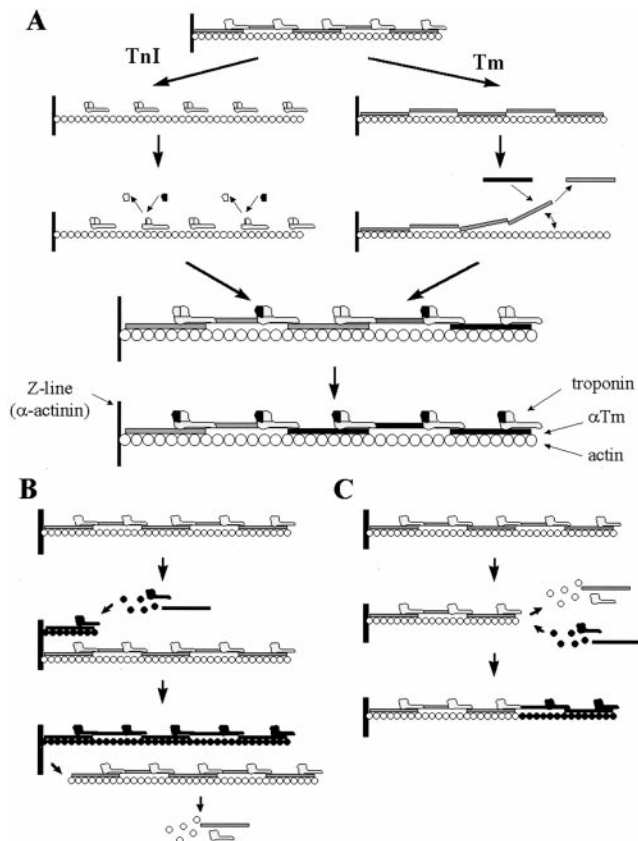 A
TnI
Tm
Z-line
(α-actinin)
troponin
αTm
actin
B
C